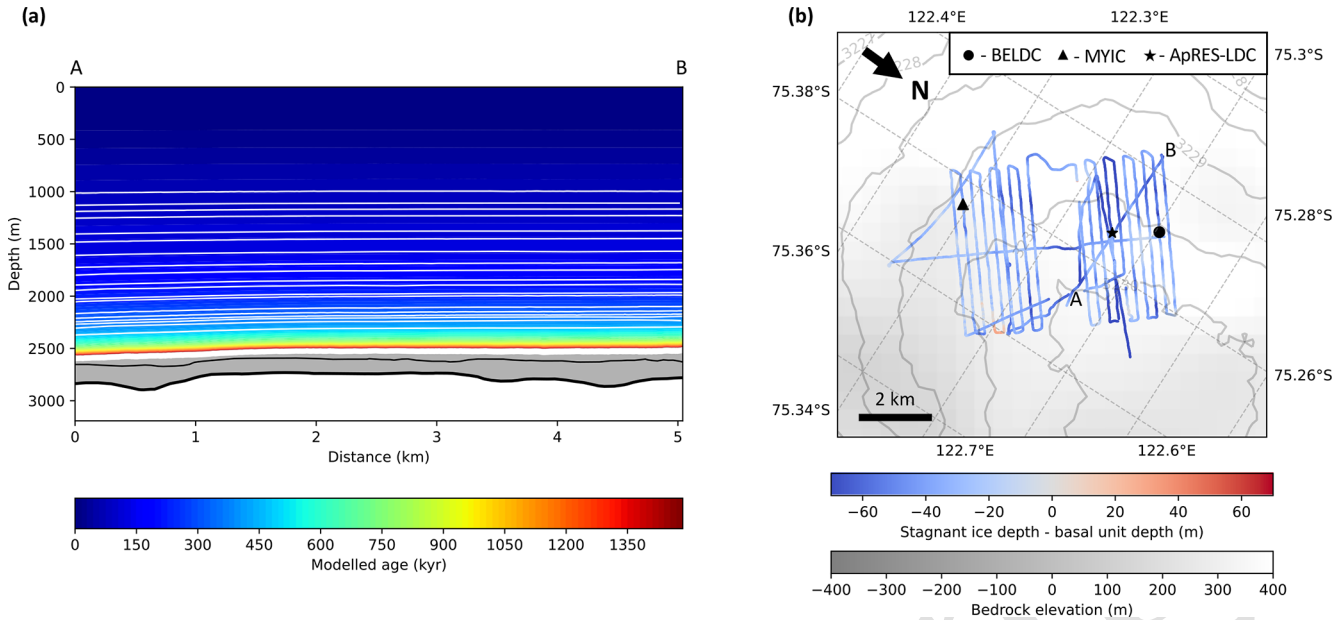 (a)
A
B
0
500
1000
1500
2000
2500
3000
Depth (m)
0
1
2
3
4
5
Distance (km)
0
150
300
450
600
750
900
1050
1200
1350
Modelled age (kyr)
(b)
122.4°E
122.3°E
- BELDC
- MYIC
- ApRES-LDC
N
3227
3228
3229
75.38°S
75.36°S
75.34°S
75.3°S
75.28°S
75.26°S
B
A
2 km
122.7°E
122.6°E
−60
−40
−20
0
20
40
60
Stagnant ice depth - basal unit depth (m)
−400
−300
−200
−100
0
100
200
300
400
Bedrock elevation (m)